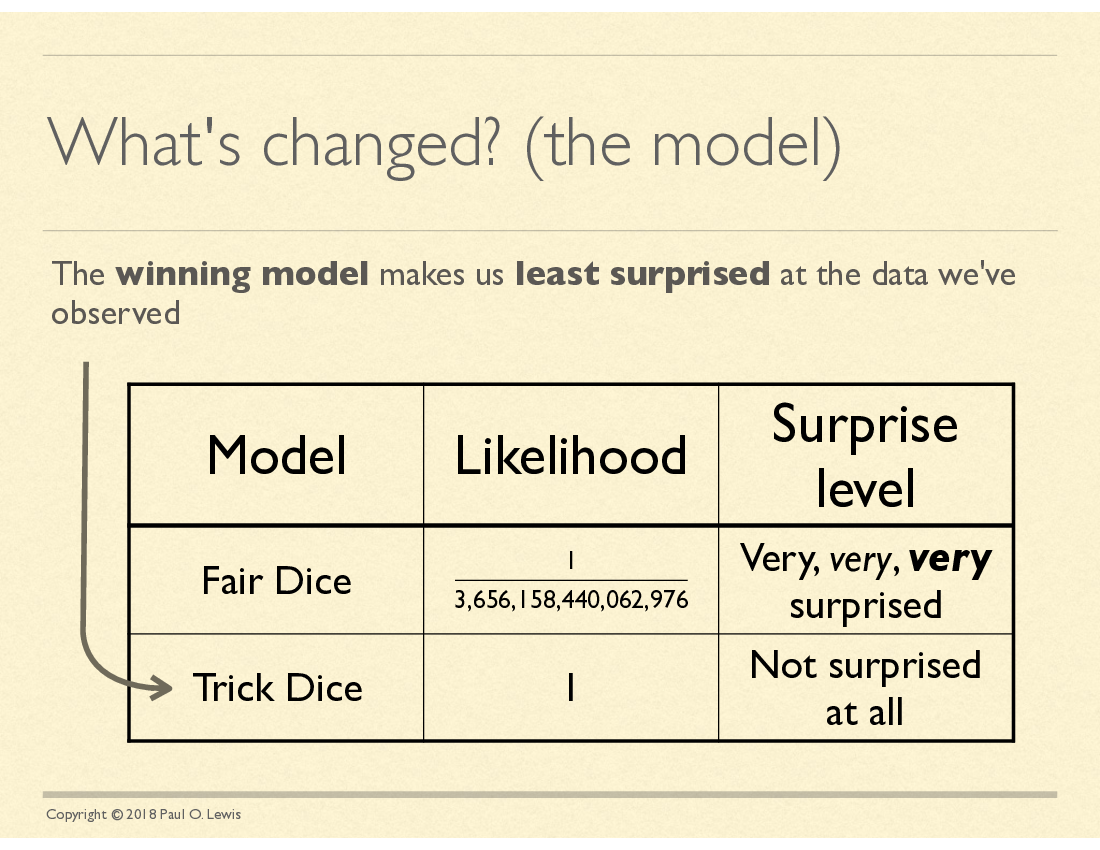 What's changed? (the model)
The winning model makes us least surprised at the data we've
observed
Model
Likelihood
Surprise
level
Fair Dice
1
3,656,158,440,062,976
Very, very, very
surprised
Trick Dice
1
Not surprised
at all
Copyright © 2018 Paul O. Lewis